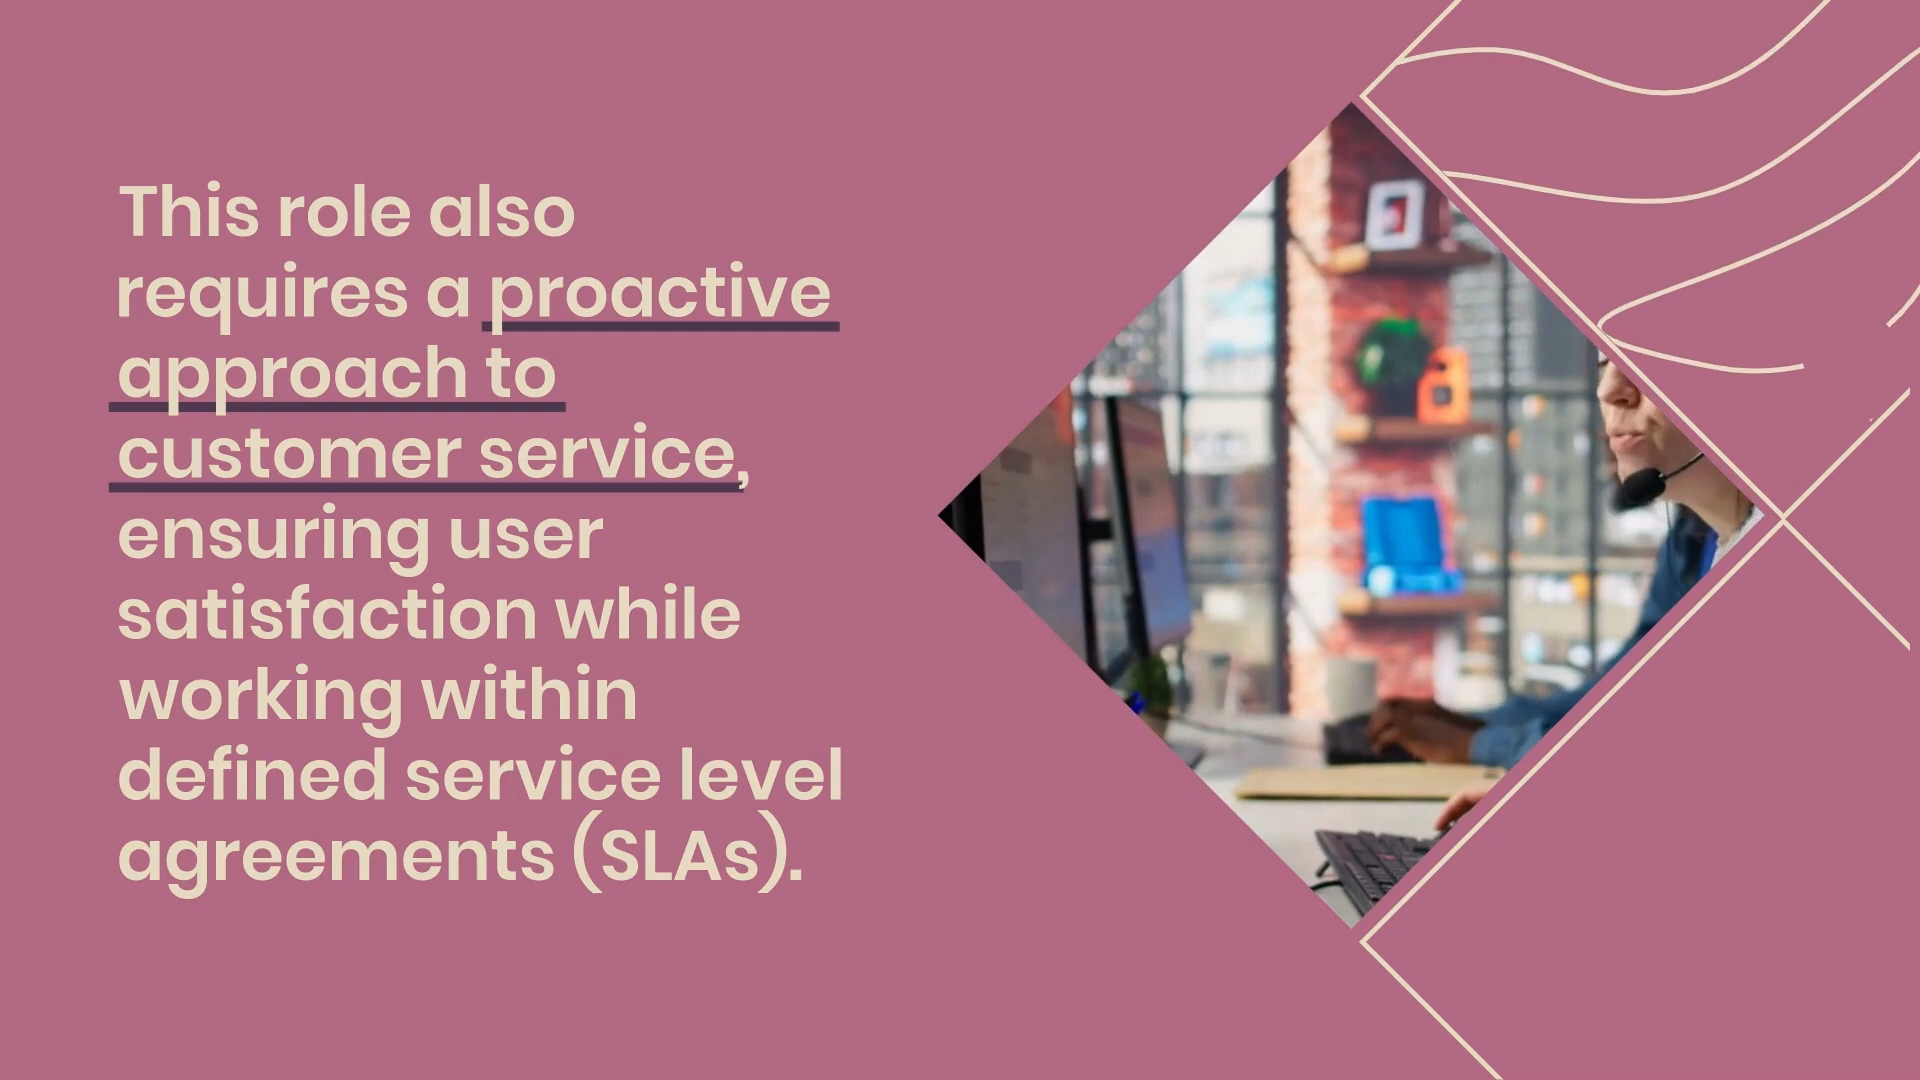 This role also
requires a proactive
approach to
customer service,
ensuring user
satisfaction while
working within
defined service level
agreements (SLAs).